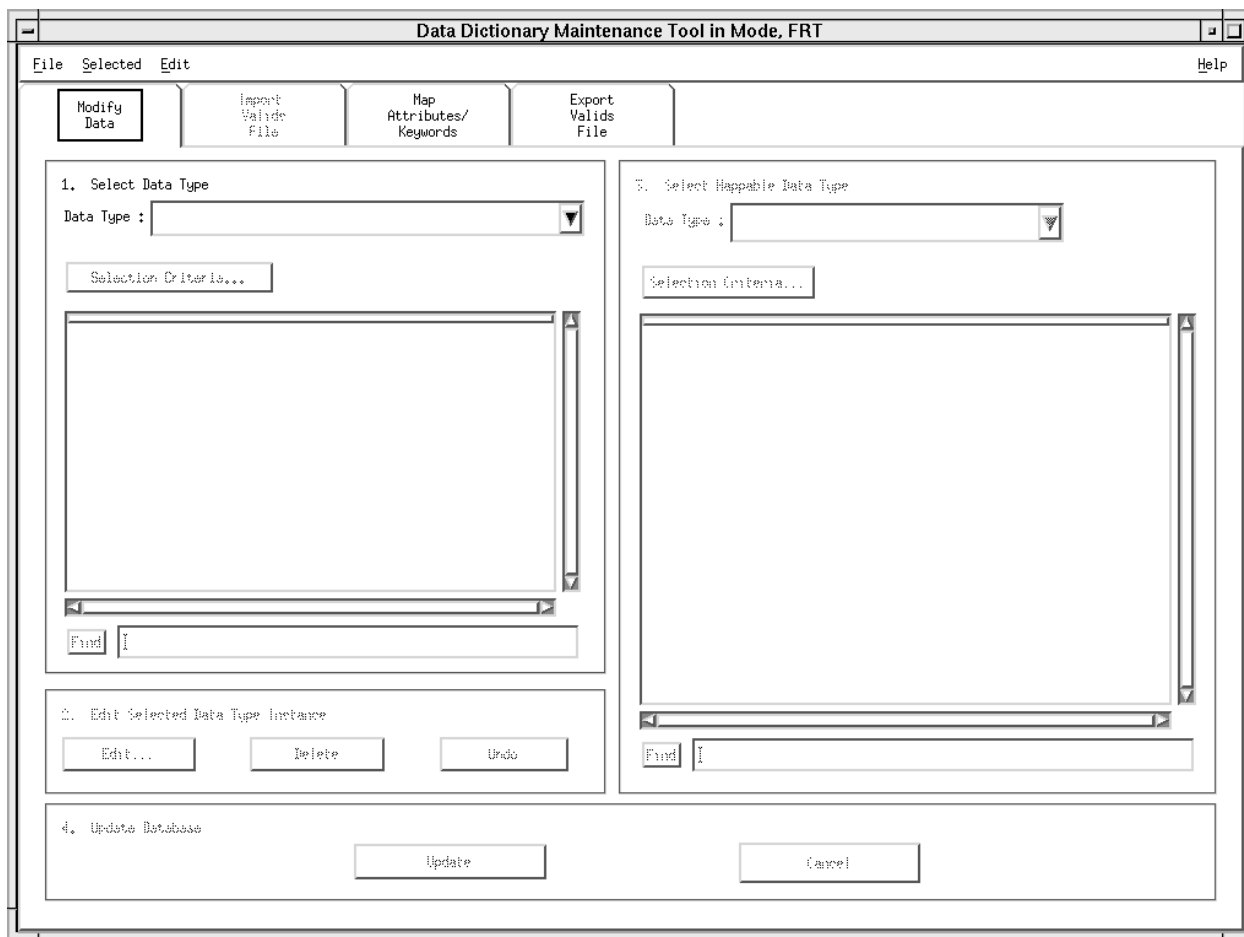 Data Dictionary Maintenance Tool in Mode, FRT
File Selected Edit Help
Modify
Data
Import
Valids
File
Map
Attributes/
Keywords
Export
Valids
File
1. Select Data Type
Data Type :
Selection Criteria...
Find
2. Edit Selected Data Type Instance
Edit... Delete Undo
3. Select Mappable Data Type
Data Type :
Selection Criteria...
Find
4. Update Database
Update Cancel